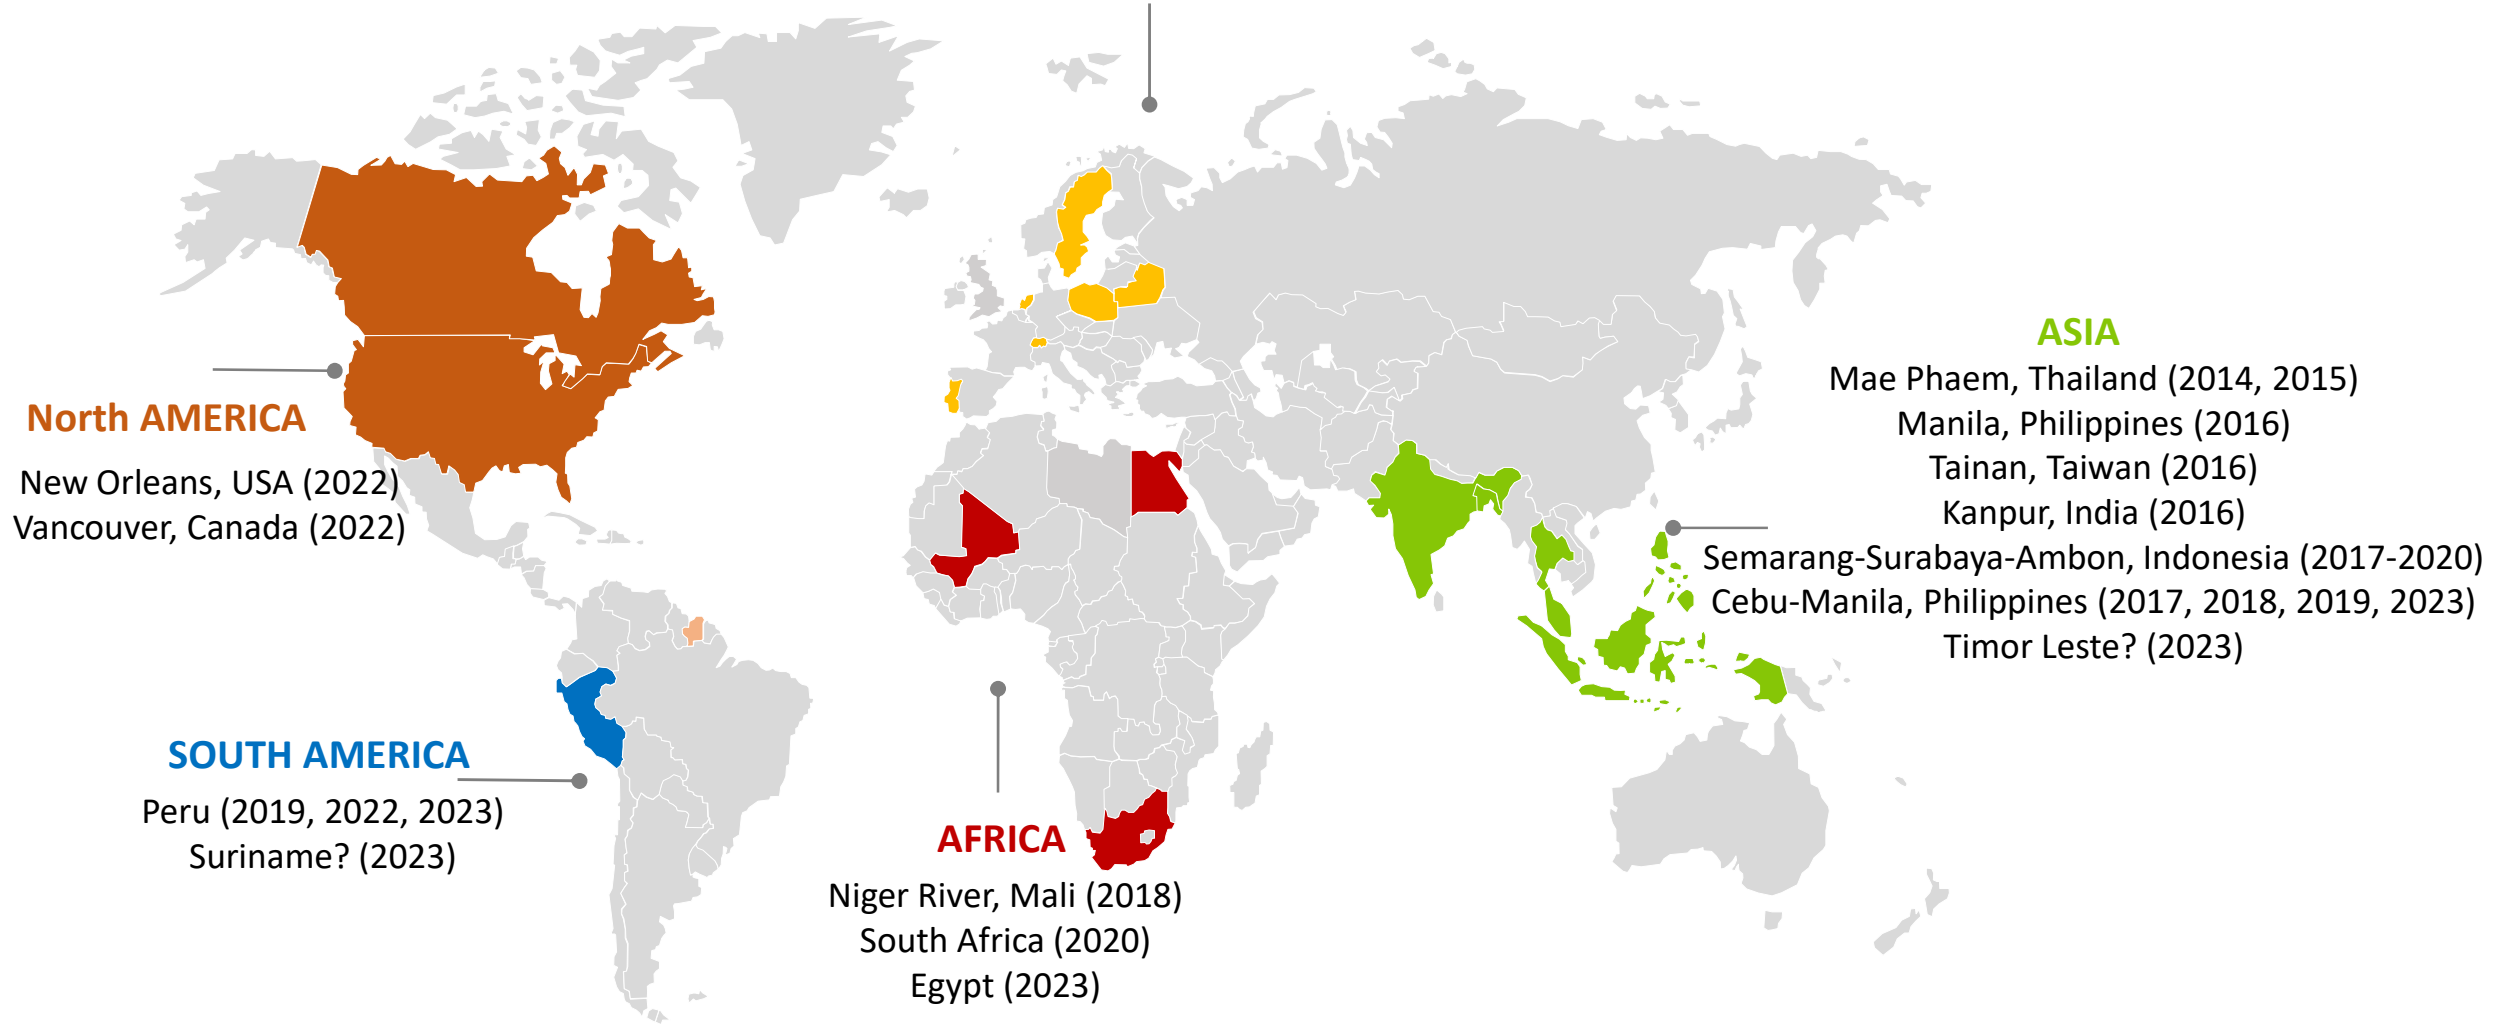 North AMERICA
New Orleans, USA (2022)
Vancouver, Canada (2022)
SOUTH AMERICA
Peru (2019, 2022, 2023)
Suriname? (2023)
AFRICA
Niger River, Mali (2018)
South Africa (2020)
Egypt (2023)
ASIA
Mae Phaem, Thailand (2014, 2015)
Manila, Philippines (2016)
Tainan, Taiwan (2016)
Kanpur, India (2016)
Semarang-Surabaya-Ambon, Indonesia (2017-2020)
Cebu-Manila, Philippines (2017, 2018, 2019, 2023)
Timor Leste? (2023)